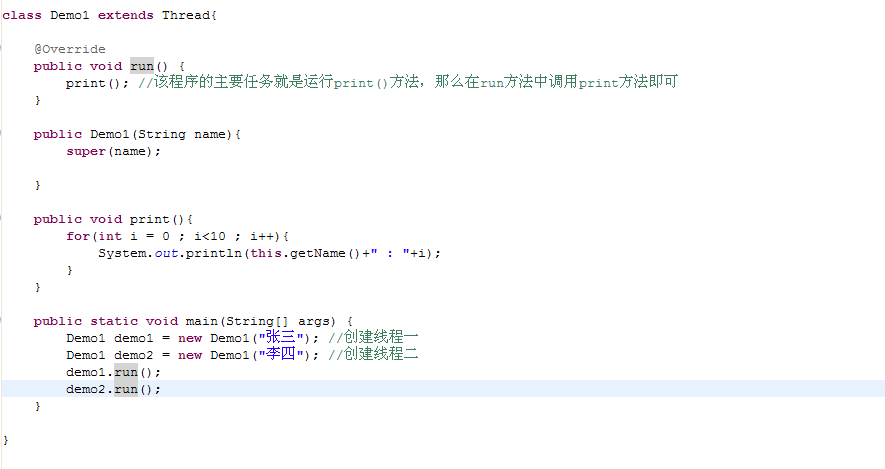 class Demo1 extends Thread{
@Override
public void run() {
print(); //该程序的主要任务就是运行print()方法，那么在run方法中调用print方法即可
}
public Demo1(String name){
super(name);
}
public void print(){
for(int i = 0 ; i<10 ; i++){
System.out.println(this.getName()+" : "+i);
}
}
public static void main(String[] args) {
Demo1 demo1 = new Demo1("张三"); //创建线程一
Demo1 demo2 = new Demo1("李四"); //创建线程二
demo1.run();
demo2.run();
}
}